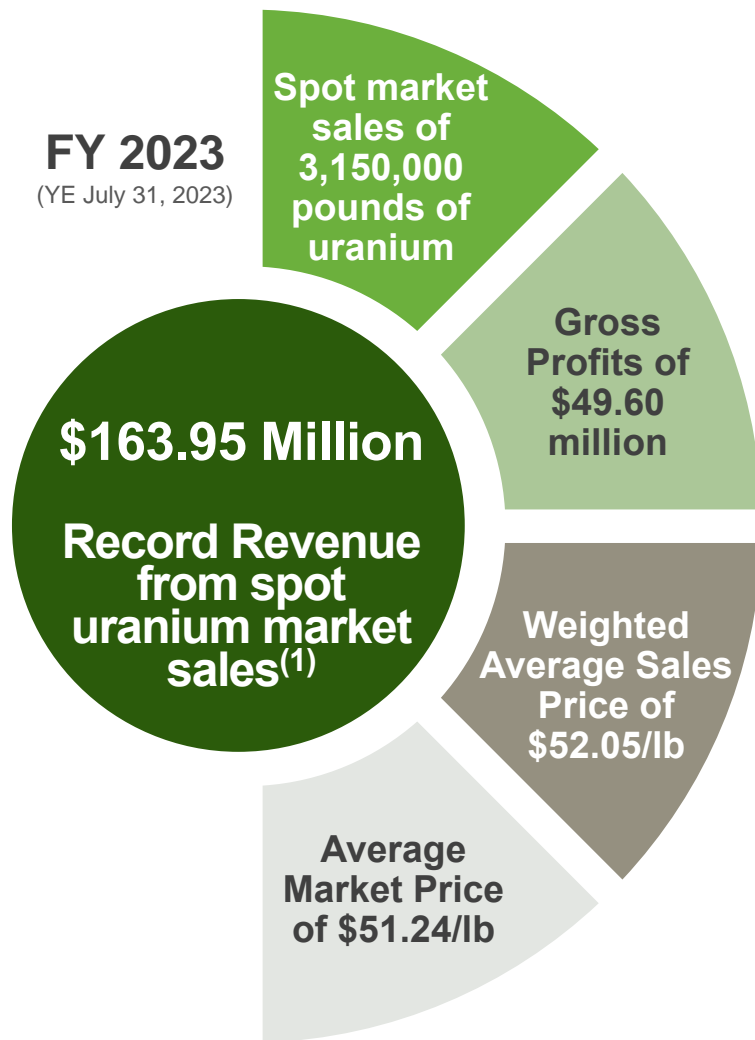 FY 2023
(YE July 31, 2023)
Spot market
sales of
3,150,000
pounds of
uranium
Gross
Profits of
$49.60
million
$163.95 Million
Record Revenue
from spot
uranium market
sales(1)
Weighted
Average Sales
Price of
$52.05/lb
Average
Market Price
of $51.24/lb